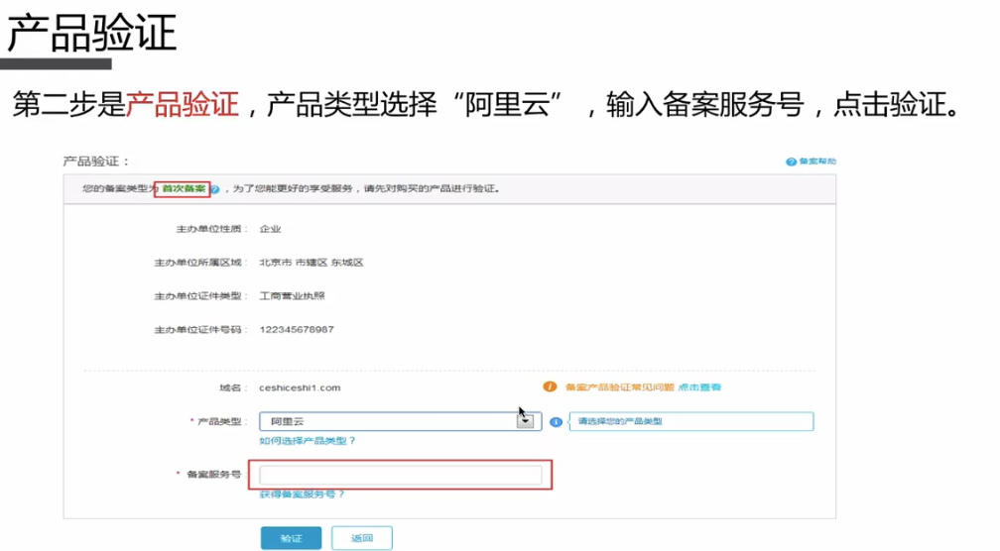 产品验证
第二步是产品验证，产品类型选择“阿里云”，输入备案服务号，点击验证。
产品验证：
备案帮助
您的备案类型为 首次备案 ，为了您能更好的享受服务，请先对购买的产品进行验证。
主办单位性质： 企业
主办单位所属区域： 北京市 市辖区 东城区
主办单位证件类型： 工商营业执照
主办单位证件号码： 122345678987
域名： ceshiceshi1.com
备案产品验证常见问题 点击查看
* 产品类型： 阿里云
请选择您的产品类型
如何选择产品类型？
* 备案服务号：
获得备案服务号？
验证 返回